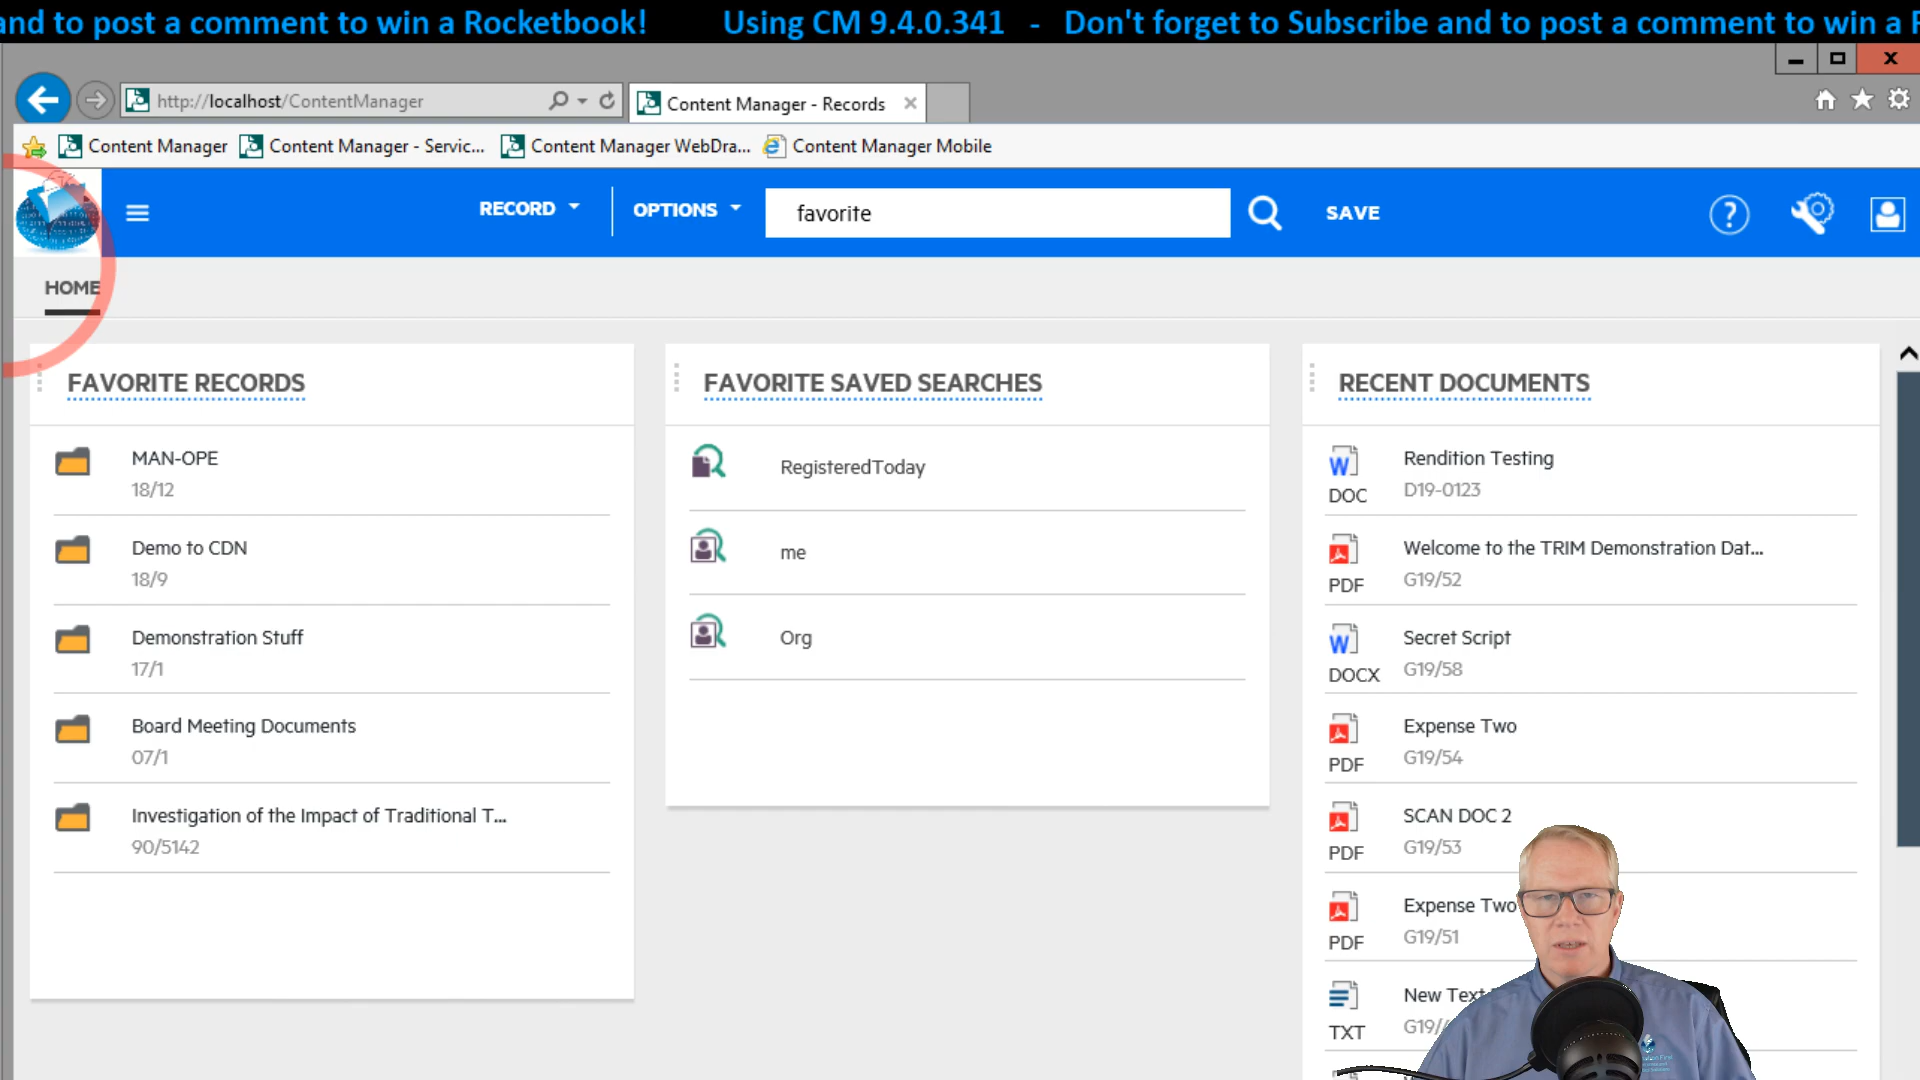 and to post a comment to win a Rocketbook! Using CM 9.4.0.341 - Don't forget to Subscribe and to post a comment to win a
http://localhost/ContentManager
Content Manager - Records
Content Manager
Content Manager - Servic...
Content Manager WebDra...
Content Manager Mobile
RECORD
OPTIONS
favorite
SAVE
HOME
FAVORITE RECORDS
MAN-OPE
18/12
Demo to CDN
18/9
Demonstration Stuff
17/1
Board Meeting Documents
07/1
Investigation of the Impact of Traditional T...
90/5142
FAVORITE SAVED SEARCHES
RegisteredToday
me
Org
RECENT DOCUMENTS
Rendition Testing
DOC
D19-0123
Welcome to the TRIM Demonstration Dat...
PDF
G19/52
Secret Script
DOCX
G19/58
Expense Two
PDF
G19/54
SCAN DOC 2
PDF
G19/53
Expense Two
PDF
G19/51
New Text
TXT
G19/